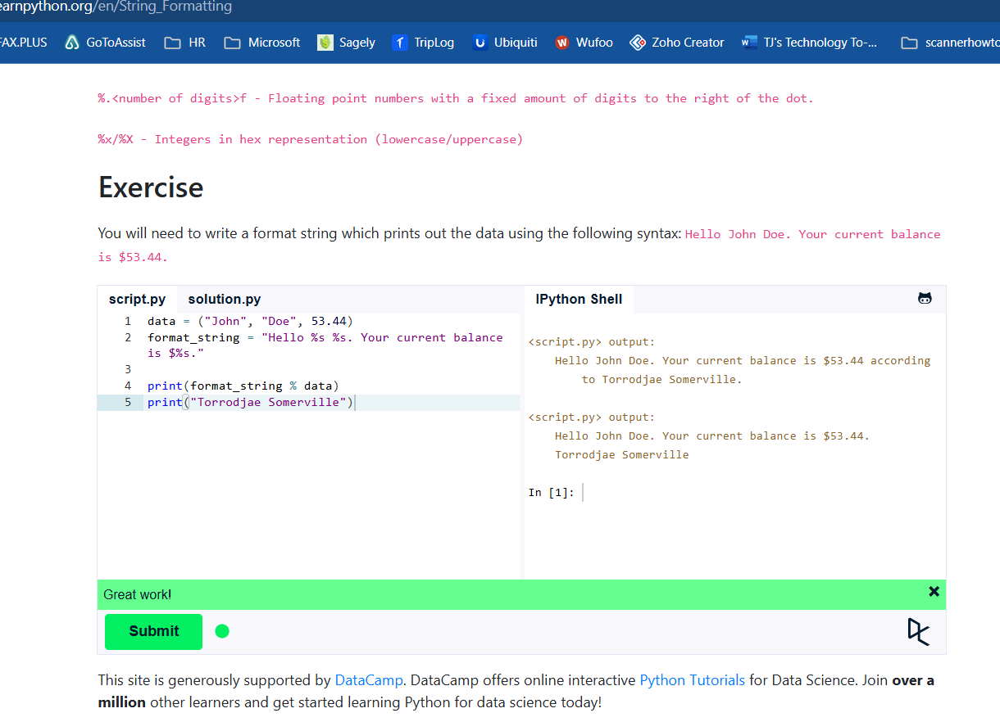 earnpython.org/en/String_Formatting
FAX.PLUS GoToAssist HR Microsoft Sagely TripLog Ubiquiti Wufoo Zoho Creator TJ's Technology To-... scannerhowto
%.<number of digits>f - Floating point numbers with a fixed amount of digits to the right of the dot.
%x/%X - Integers in hex representation (lowercase/uppercase)
Exercise
You will need to write a format string which prints out the data using the following syntax: Hello John Doe. Your current balance
is $53.44.
script.py solution.py
1 data = ("John", "Doe", 53.44)
2 format_string = "Hello %s %s. Your current balance
is $%s."
3
4 print(format_string % data)
5 print("Torrodjae Somerville")
IPython Shell
<script.py> output:
Hello John Doe. Your current balance is $53.44 according
to Torrodjae Somerville.
<script.py> output:
Hello John Doe. Your current balance is $53.44.
Torrodjae Somerville
In [1]:
Great work!
Submit
This site is generously supported by DataCamp. DataCamp offers online interactive Python Tutorials for Data Science. Join over a
million other learners and get started learning Python for data science today!